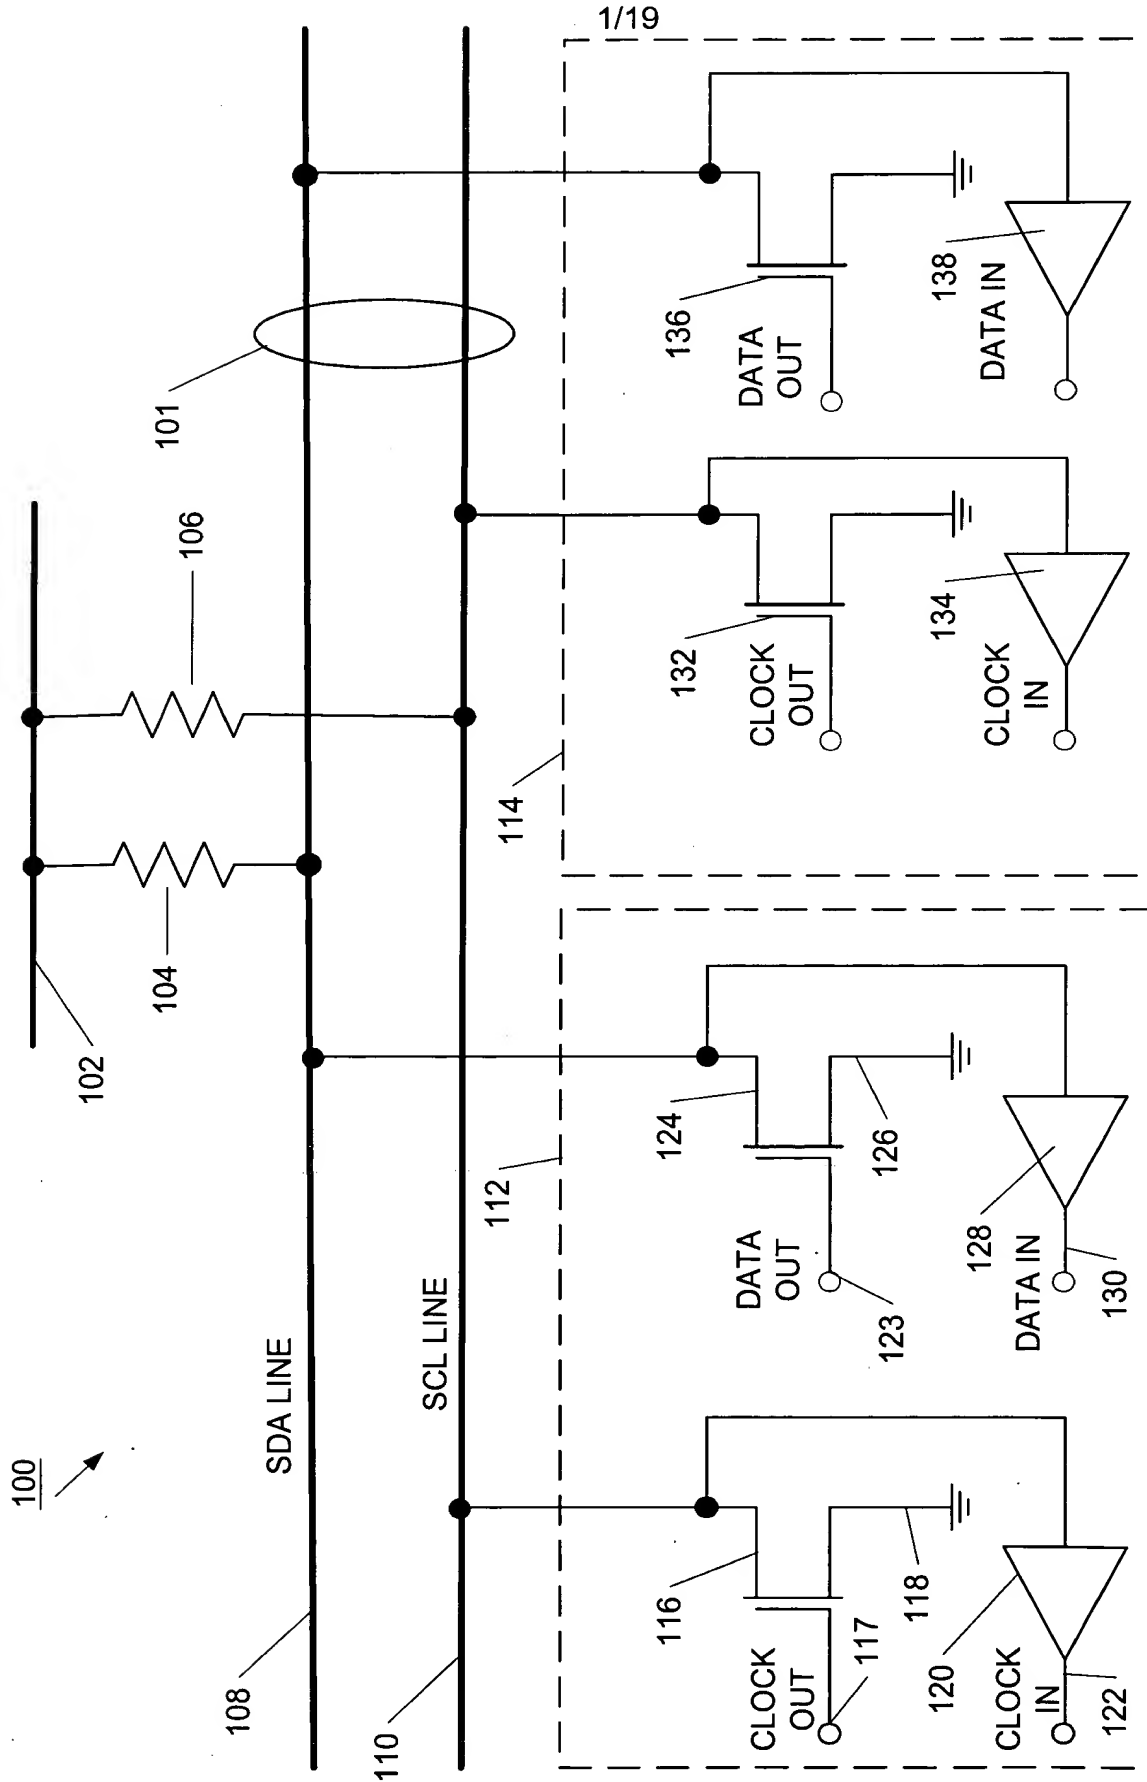 1/19
100
102
104
106
101
108
SDA LINE
110
SCL LINE
112
114
116
CLOCK
OUT
117
118
120
CLOCK
IN
122
124
DATA
OUT
123
126
128
DATA IN
130
132
CLOCK
OUT
134
CLOCK
IN
136
DATA
OUT
138
DATA IN